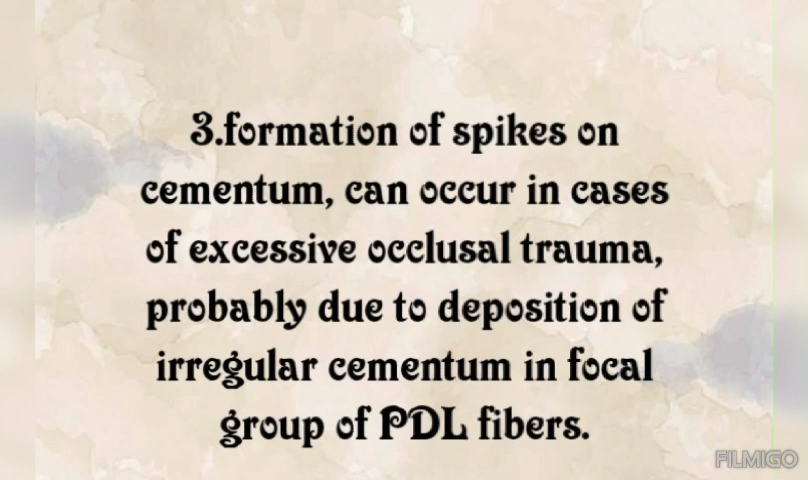 3.formation of spikes on
cementum, can occur in cases
of excessive occlusal trauma,
probably due to deposition of
irregular cementum in focal
group of PDL fibers.
FILMIGO